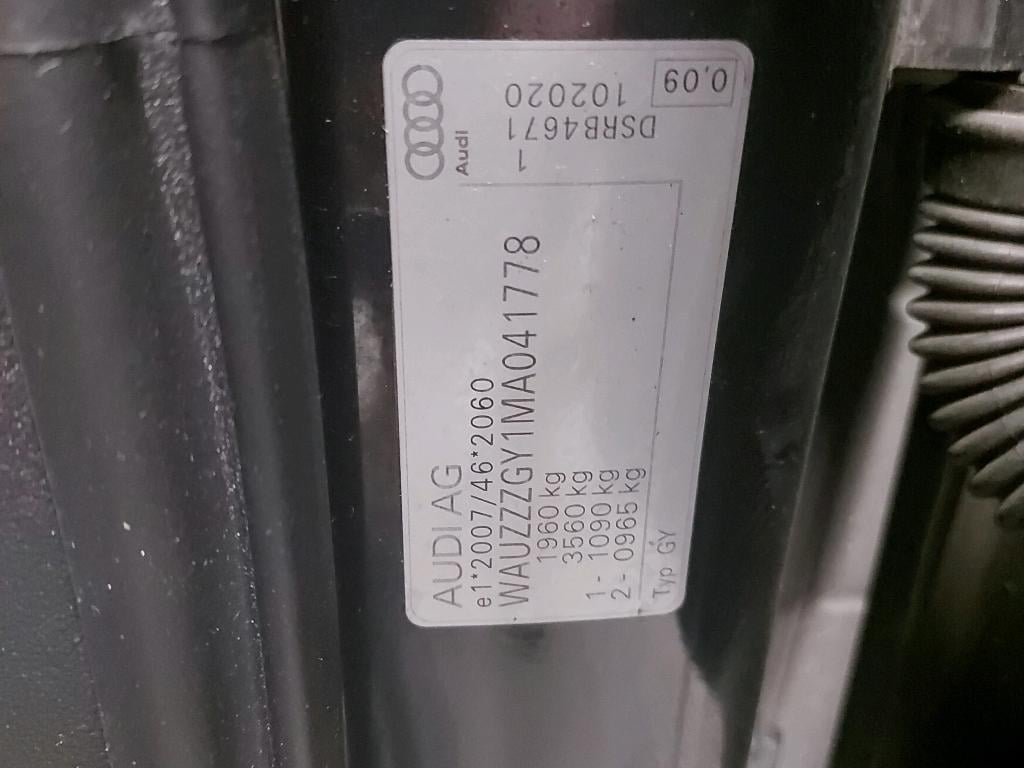 AUDI AG
e1*2007/46*2060
WAUZZZGY1MA041778
1960 kg
3560 kg
1 - 1090 kg
2 - 0965 kg
Typ GY
Audi
1
DSRB4671
102020
0.09